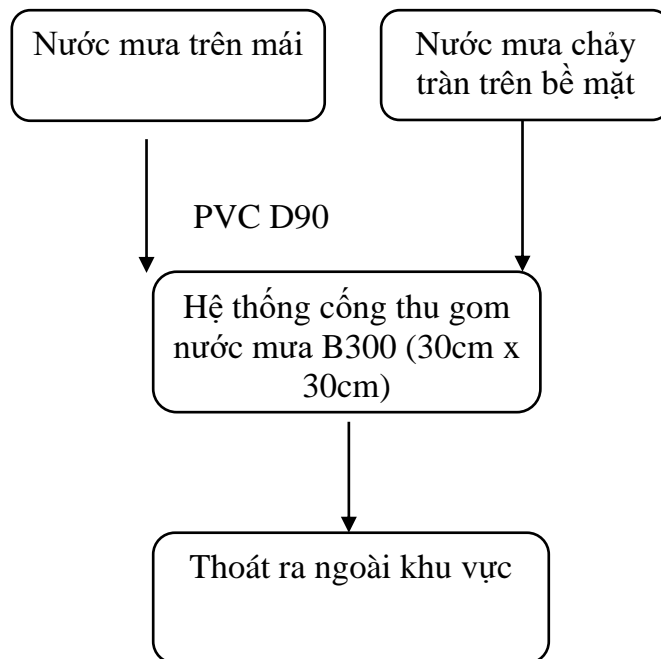 Nước mưa trên mái
Nước mưa chảy
tràn trên bề mặt
PVC D90
Hệ thống cống thu gom
nước mưa B300 (30cm x
30cm)
Thoát ra ngoài khu vực